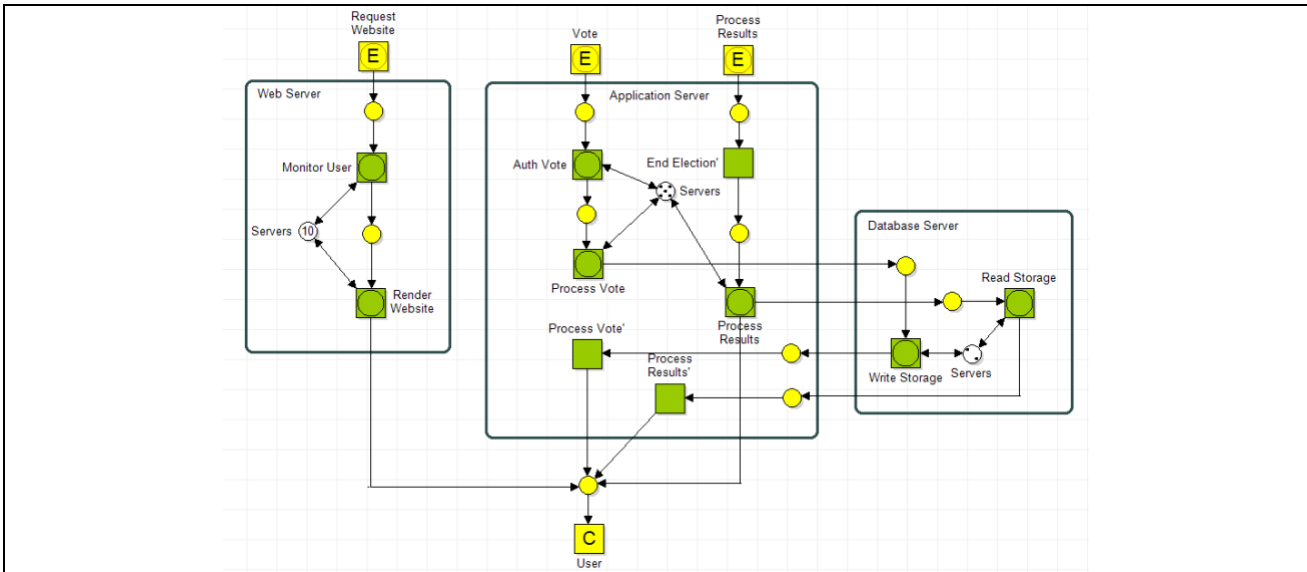 Request
Website
E
Vote
E
Process
Results
E
Web Server
Monitor User
Servers
10
Render
Website
Application Server
Auth Vote
End Election'
Servers
Process Vote
Process
Results
Process Vote'
Process
Results'
Database Server
Read Storage
Write Storage
Servers
C
User